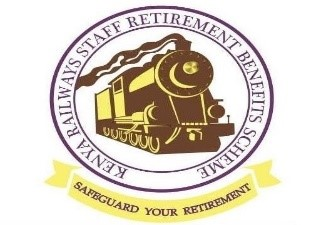 KENYA RAILWAYS STAFF RETIREMENT BENEFITS SCHEME
SAFEGUARD YOUR RETIREMENT